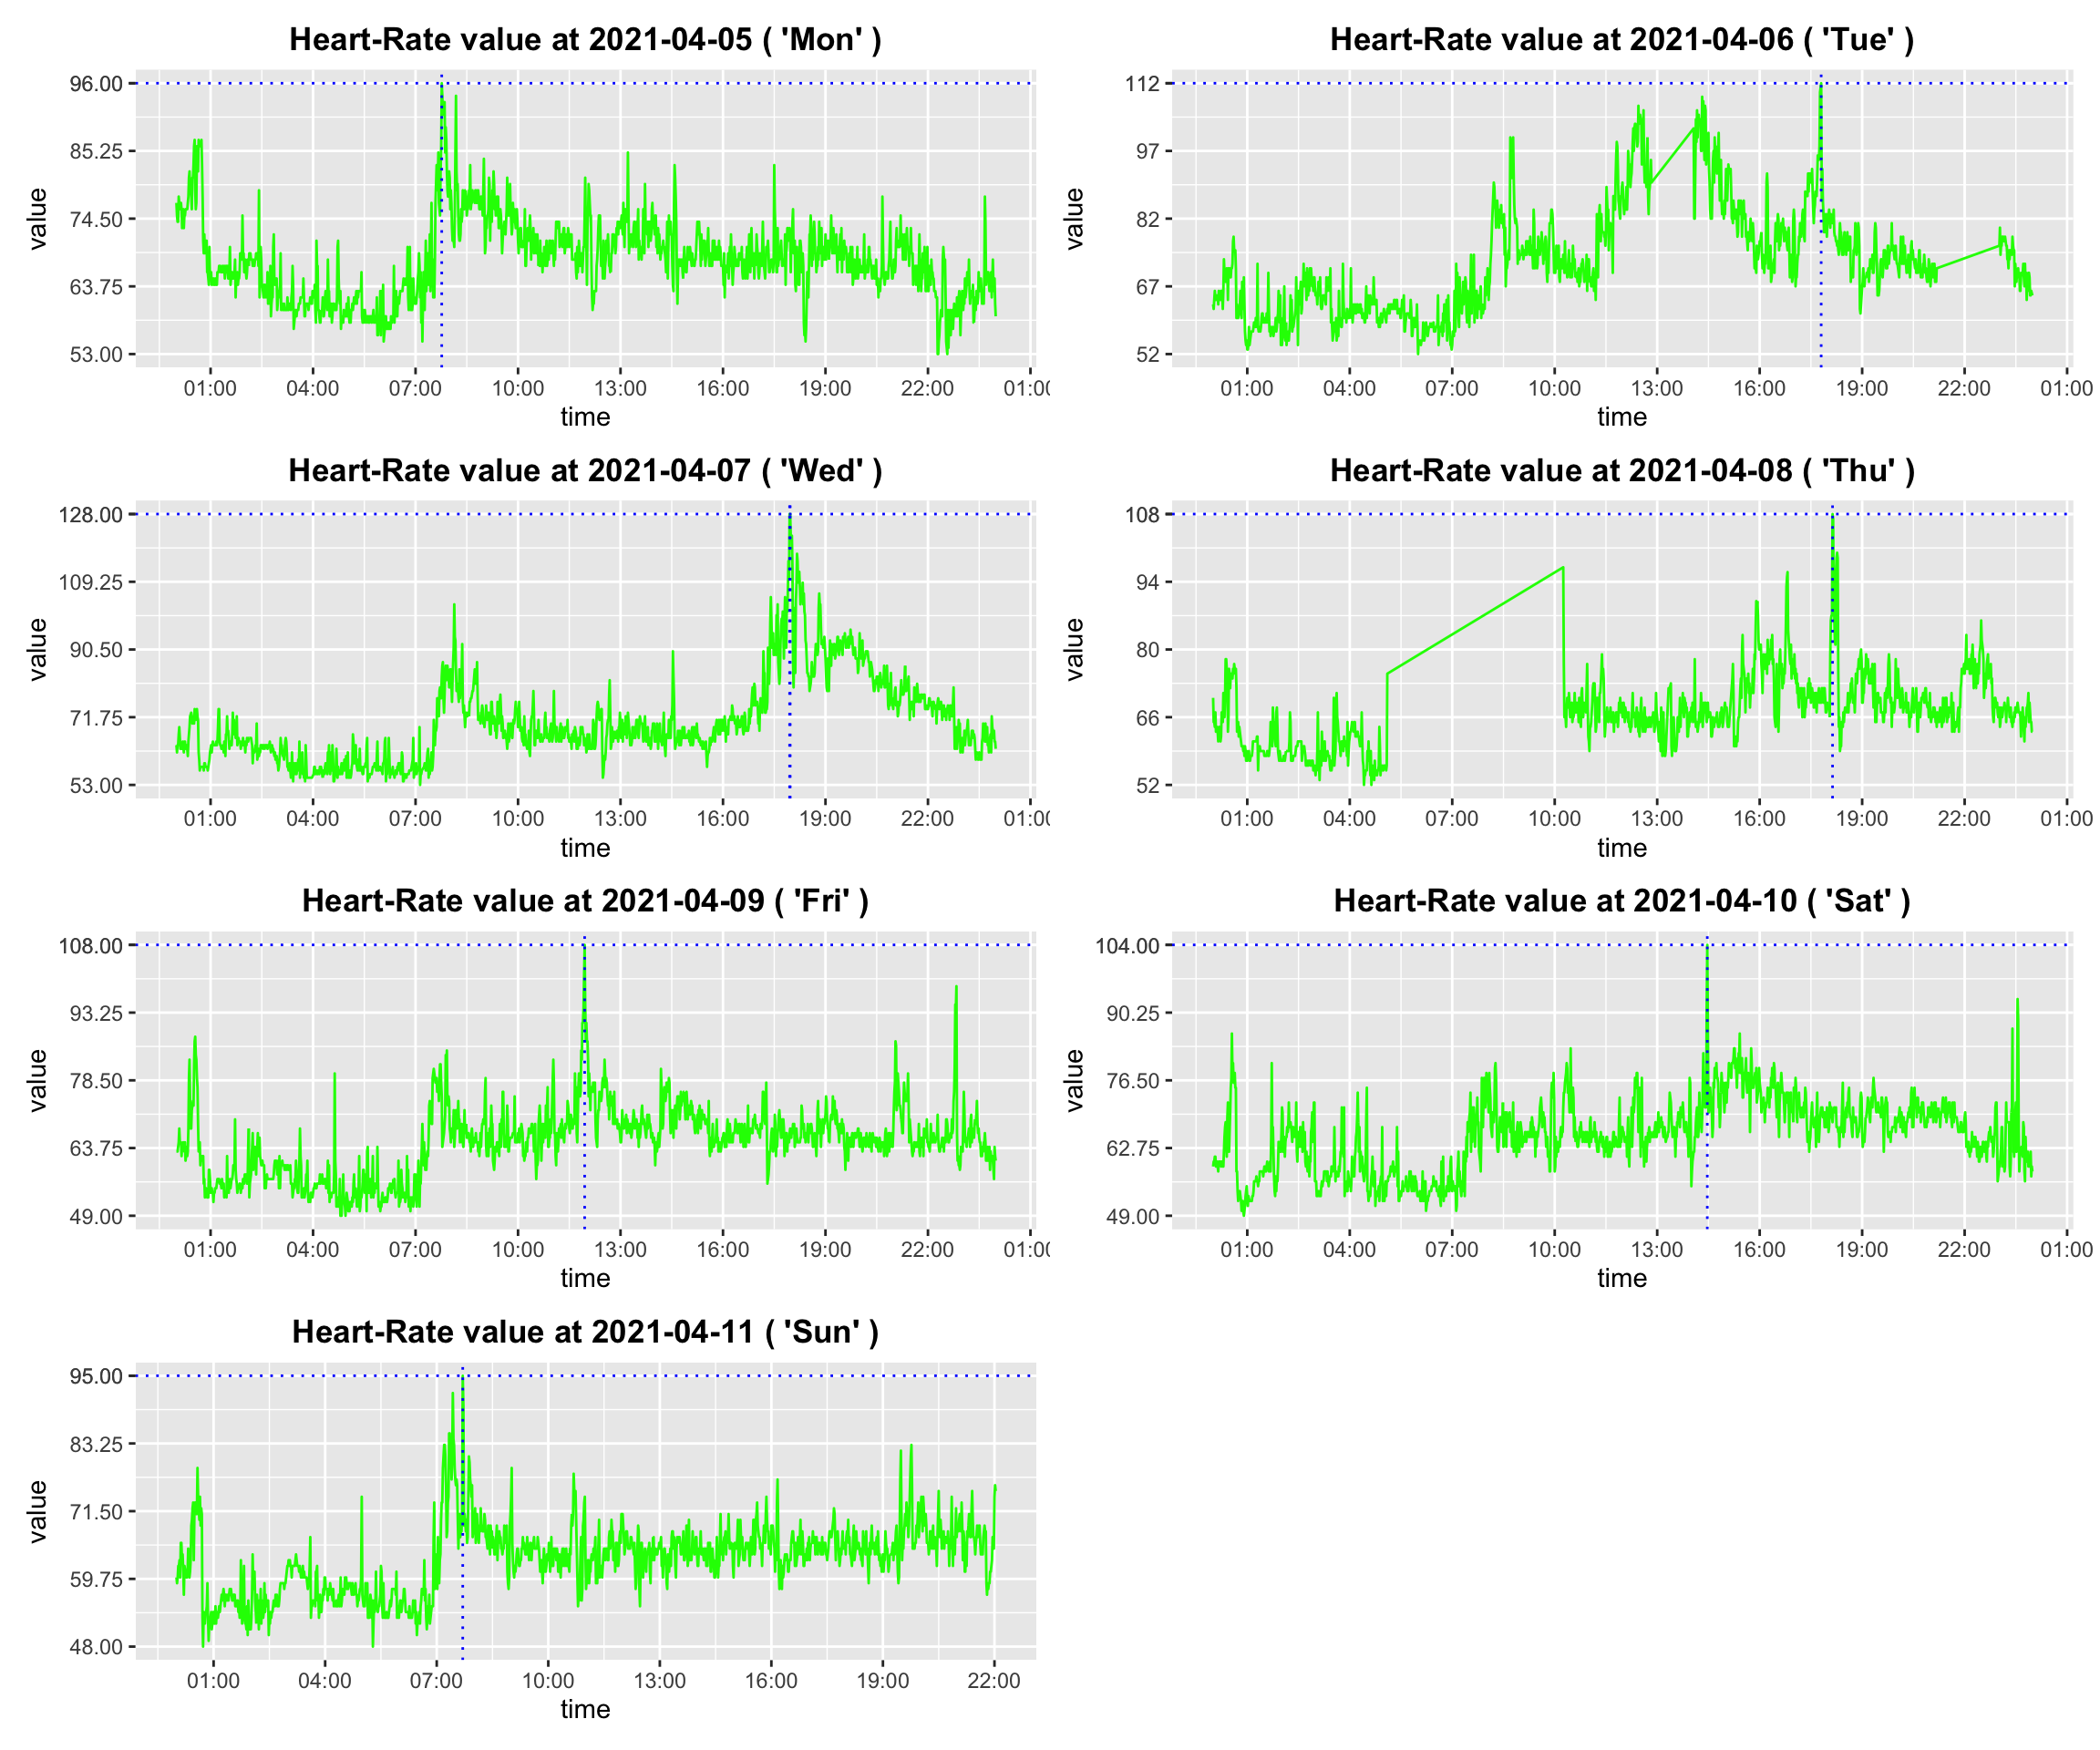 Heart-Rate value at 2021-04-05 ( 'Mon' )
96.00
85.25
74.50
63.75
53.00
value
01:00 04:00 07:00 10:00 13:00 16:00 19:00 22:00 01:00
time
Heart-Rate value at 2021-04-06 ( 'Tue' )
112
97
82
67
52
value
01:00 04:00 07:00 10:00 13:00 16:00 19:00 22:00 01:00
time
Heart-Rate value at 2021-04-07 ( 'Wed' )
128.00
109.25
90.50
71.75
53.00
value
01:00 04:00 07:00 10:00 13:00 16:00 19:00 22:00 01:00
time
Heart-Rate value at 2021-04-08 ( 'Thu' )
108
94
80
66
52
value
01:00 04:00 07:00 10:00 13:00 16:00 19:00 22:00 01:00
time
Heart-Rate value at 2021-04-09 ( 'Fri' )
108.00
93.25
78.50
63.75
49.00
value
01:00 04:00 07:00 10:00 13:00 16:00 19:00 22:00 01:00
time
Heart-Rate value at 2021-04-10 ( 'Sat' )
104.00
90.25
76.50
62.75
49.00
value
01:00 04:00 07:00 10:00 13:00 16:00 19:00 22:00 01:00
time
Heart-Rate value at 2021-04-11 ( 'Sun' )
95.00
83.25
71.50
59.75
48.00
value
01:00 04:00 07:00 10:00 13:00 16:00 19:00 22:00
time